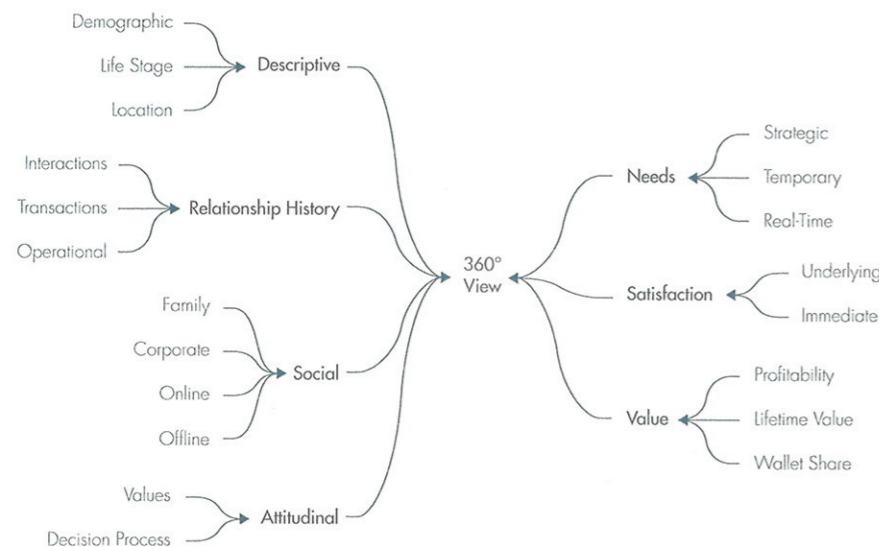 Demographic
Life Stage
Location
Descriptive
Interactions
Transactions
Operational
Relationship History
Family
Corporate
Online
Offline
Social
Values
Decision Process
Attitudinal
360°
View
Needs
Strategic
Temporary
Real-Time
Satisfaction
Underlying
Immediate
Value
Profitability
Lifetime Value
Wallet Share